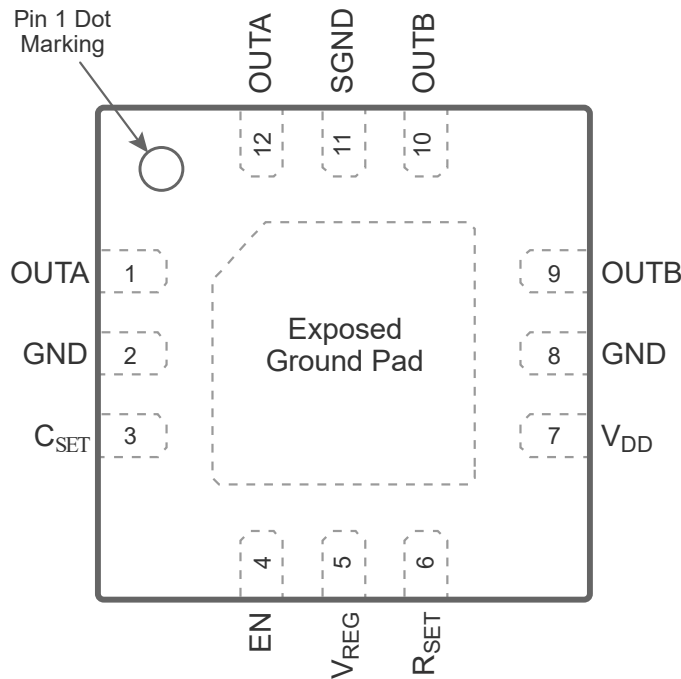 Pin 1 Dot
Marking
OUTA
SGND
OUTB
12
11
10
OUTA 1
9 OUTB
Exposed
Ground Pad
GND 2
8 GND
CSET 3
7 VDD
4
5
6
EN
VREG
RSET